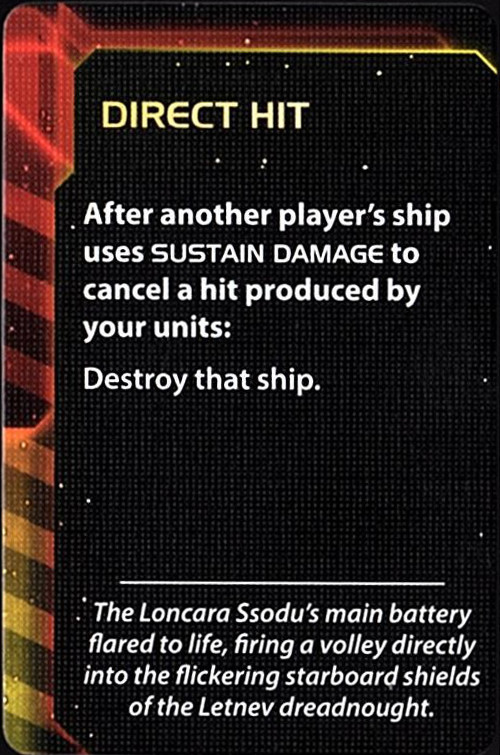 DIRECT HIT
After another player's ship
uses SUSTAIN DAMAGE to
cancel a hit produced by
your units:
Destroy that ship.
The Loncara Ssodu's main battery
flared to life, firing a volley directly
into the flickering starboard shields
of the Letnev dreadnought.